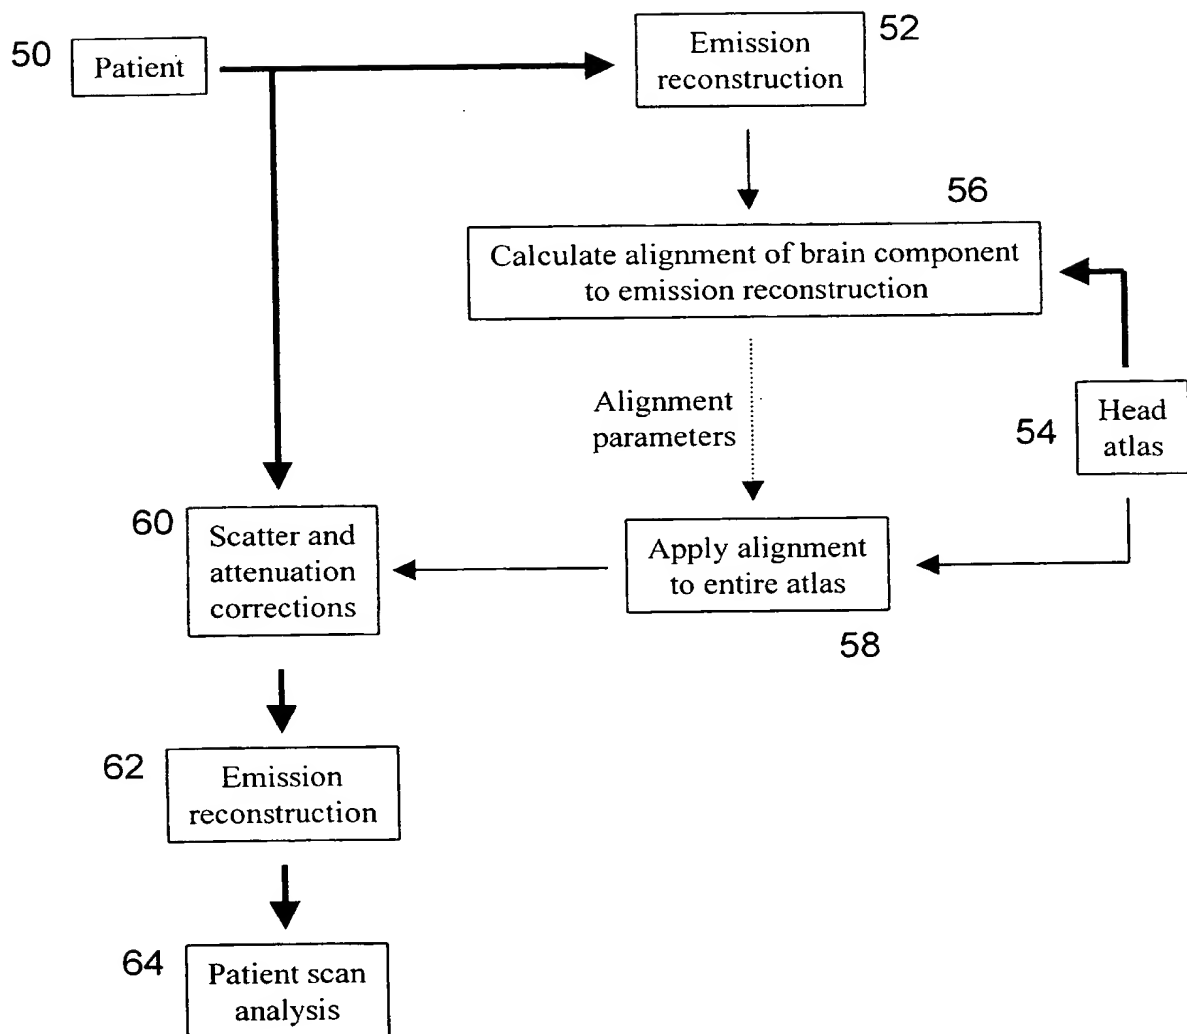 50
Patient
Emission
reconstruction
52
56
Calculate alignment of brain component
to emission reconstruction
Alignment
parameters
54
Head
atlas
60
Scatter and
attenuation
corrections
Apply alignment
to entire atlas
58
62
Emission
reconstruction
64
Patient scan
analysis